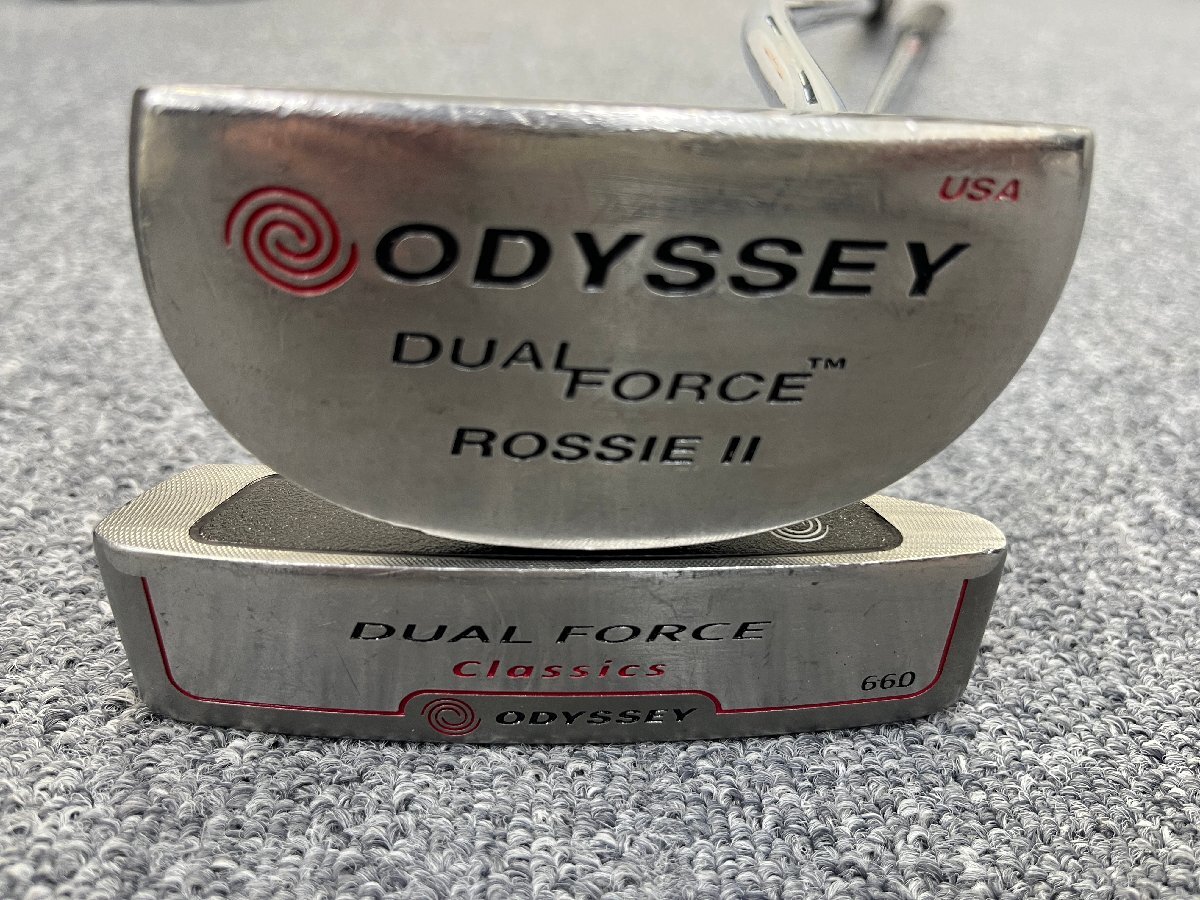 USA
ODYSSEY
DUAL FORCE™
ROSSIE II
DUAL FORCE
Classics
660
ODYSSEY